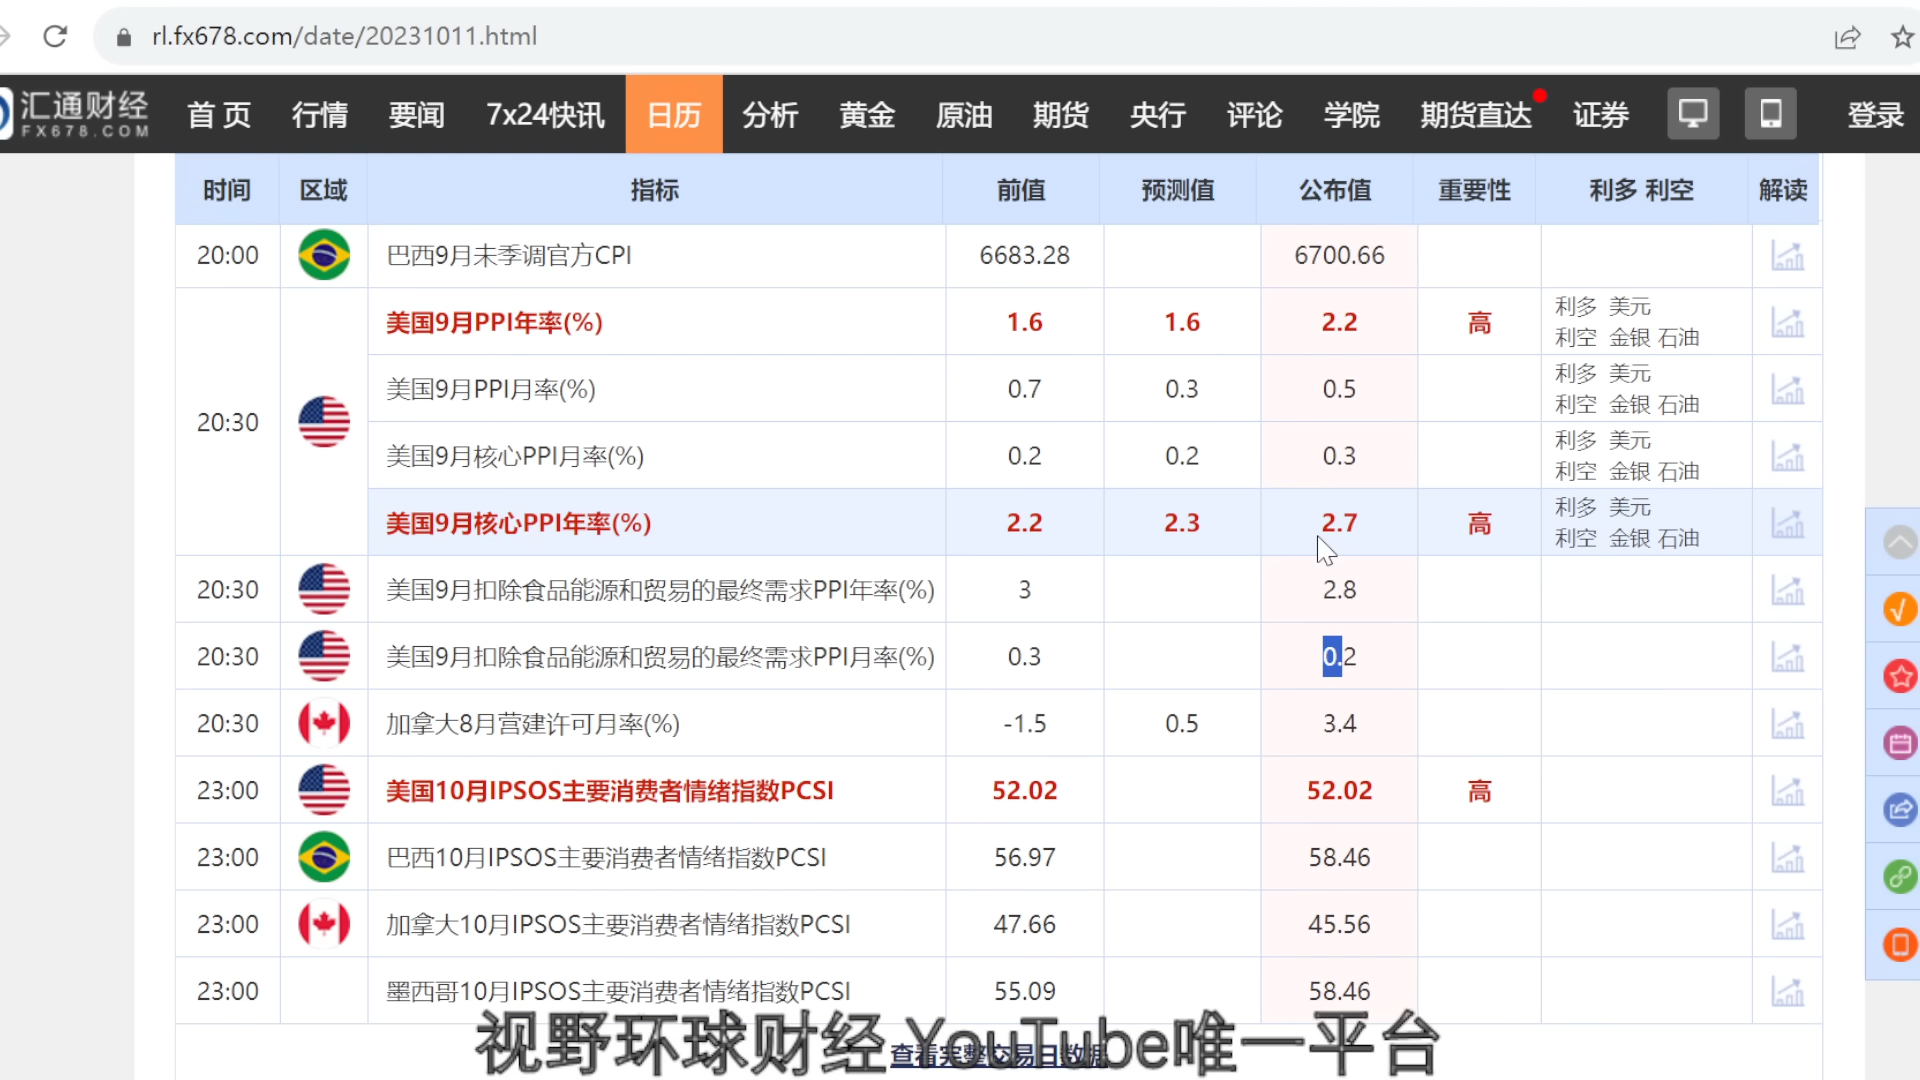 rl.fx678.com/date/20231011.html
汇通财经 FX678.COM 首页 行情 要闻 7x24快讯 日历 分析 黄金 原油 期货 央行 评论 学院 期货直达 证券 登录
时间 区域 指标 前值 预测值 公布值 重要性 利多 利空 解读
20:00 巴西9月未季调官方CPI 6683.28 6700.66
20:30
美国9月PPI年率(%) 1.6 1.6 2.2 高 利多 美元
利空 金银 石油
美国9月PPI月率(%) 0.7 0.3 0.5 利多 美元
利空 金银 石油
美国9月核心PPI月率(%) 0.2 0.2 0.3 利多 美元
利空 金银 石油
美国9月核心PPI年率(%) 2.2 2.3 2.7 高 利多 美元
利空 金银 石油
20:30 美国9月扣除食品能源和贸易的最终需求PPI年率(%) 3 2.8
20:30 美国9月扣除食品能源和贸易的最终需求PPI月率(%) 0.3 0.2
20:30 加拿大8月营建许可月率(%) -1.5 0.5 3.4
23:00 美国10月IPSOS主要消费者情绪指数PCSI 52.02 52.02 高
23:00 巴西10月IPSOS主要消费者情绪指数PCSI 56.97 58.46
23:00 加拿大10月IPSOS主要消费者情绪指数PCSI 47.66 45.56
23:00 墨西哥10月IPSOS主要消费者情绪指数PCSI 55.09 58.46
视野环球财经 YouTube唯一平台
查看完整交易日数据